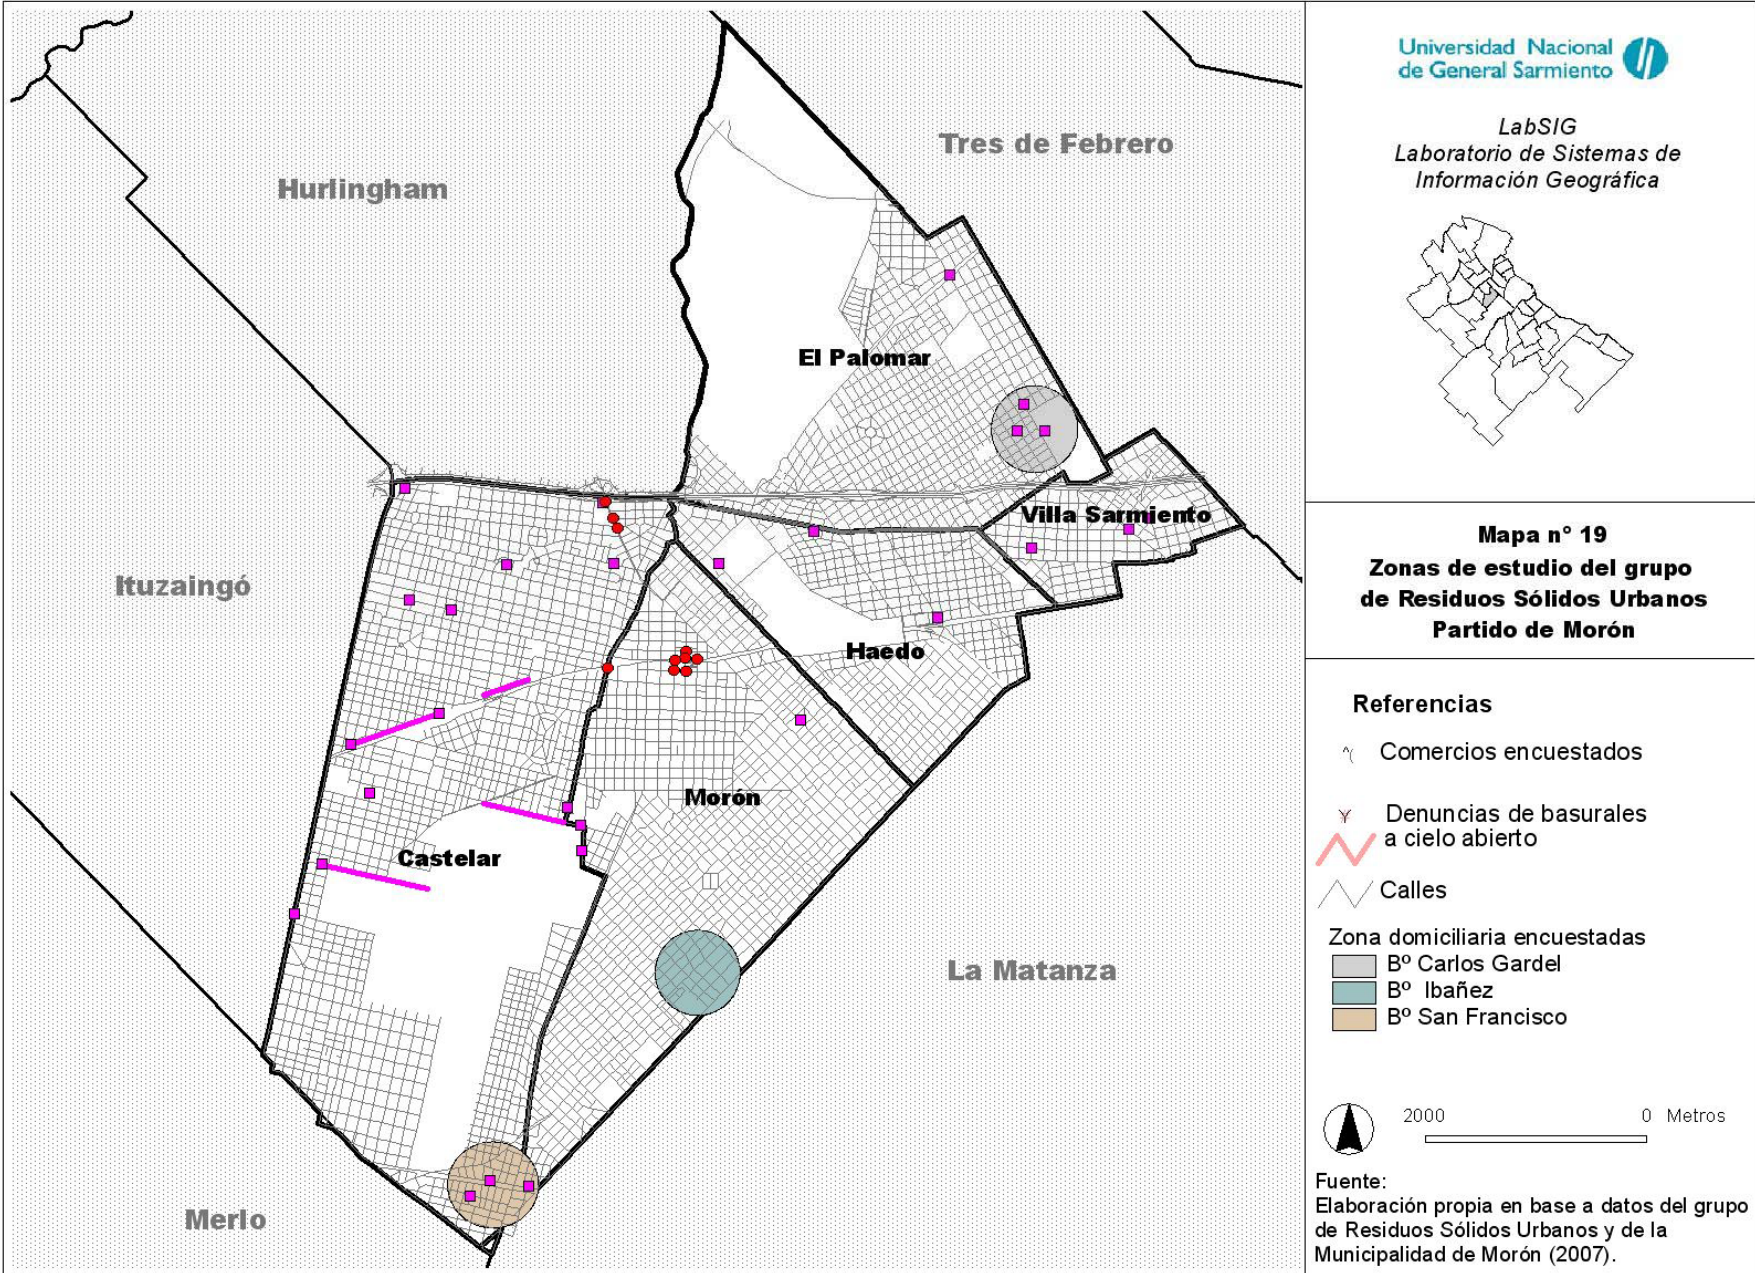 Hurlingham
Tres de Febrero
El Palomar
Villa Sarmiento
Ituzaingó
Haedo
Morón
Castelar
La Matanza
Merlo
Universidad Nacional
de General Sarmiento
LabSIG
Laboratorio de Sistemas de
Información Geográfica
Mapa n° 19
Zonas de estudio del grupo
de Residuos Sólidos Urbanos
Partido de Morón
Referencias
Comercios encuestados
Denuncias de basurales
a cielo abierto
Calles
Zona domiciliaria encuestadas
Bº Carlos Gardel
Bº Ibañez
Bº San Francisco
2000 0 Metros
Fuente:
Elaboración propia en base a datos del grupo
de Residuos Sólidos Urbanos y de la
Municipalidad de Morón (2007).